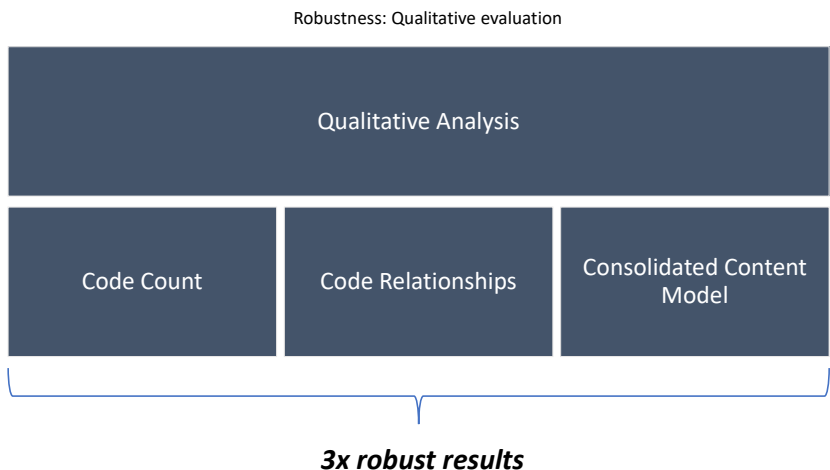 Robustness: Qualitative evaluation
Qualitative Analysis
Code Count
Code Relationships
Consolidated Content
Model
3x robust results